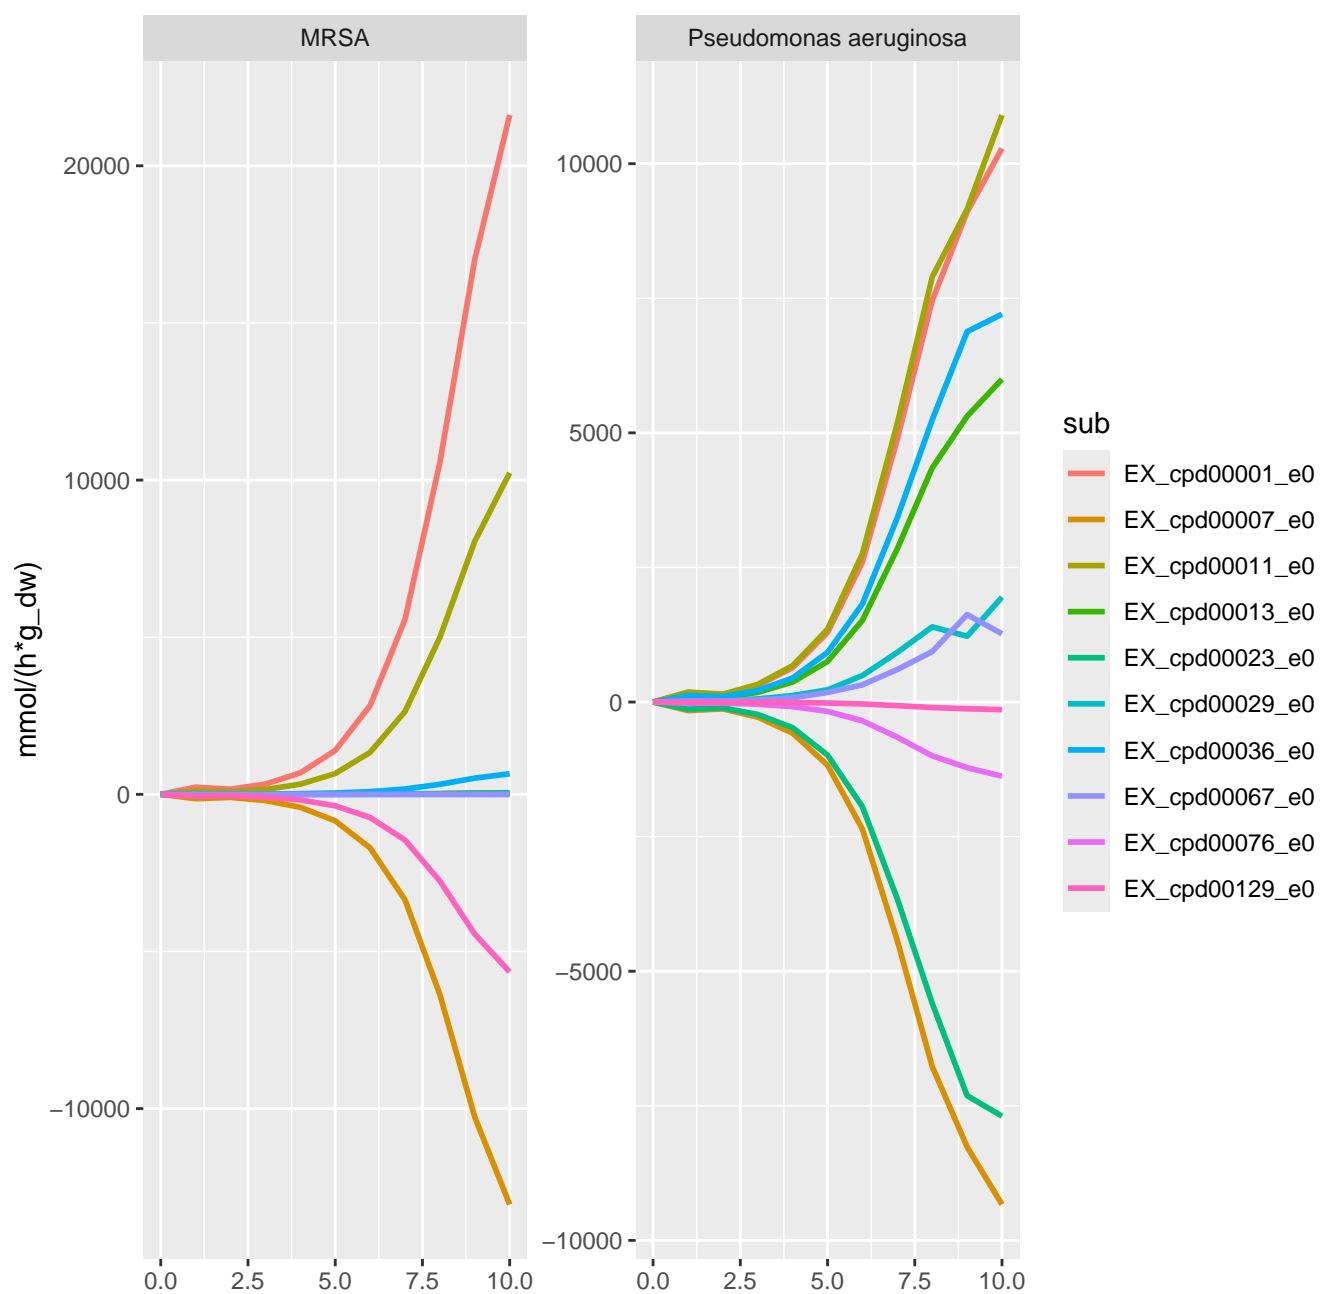 MRSA
Pseudomonas aeruginosa
mmol/(h*g_dw)
20000
10000
0
−10000
0.0 2.5 5.0 7.5 10.0
10000
5000
0
−5000
−10000
0.0 2.5 5.0 7.5 10.0
sub
EX_cpd00001_e0
EX_cpd00007_e0
EX_cpd00011_e0
EX_cpd00013_e0
EX_cpd00023_e0
EX_cpd00029_e0
EX_cpd00036_e0
EX_cpd00067_e0
EX_cpd00076_e0
EX_cpd00129_e0